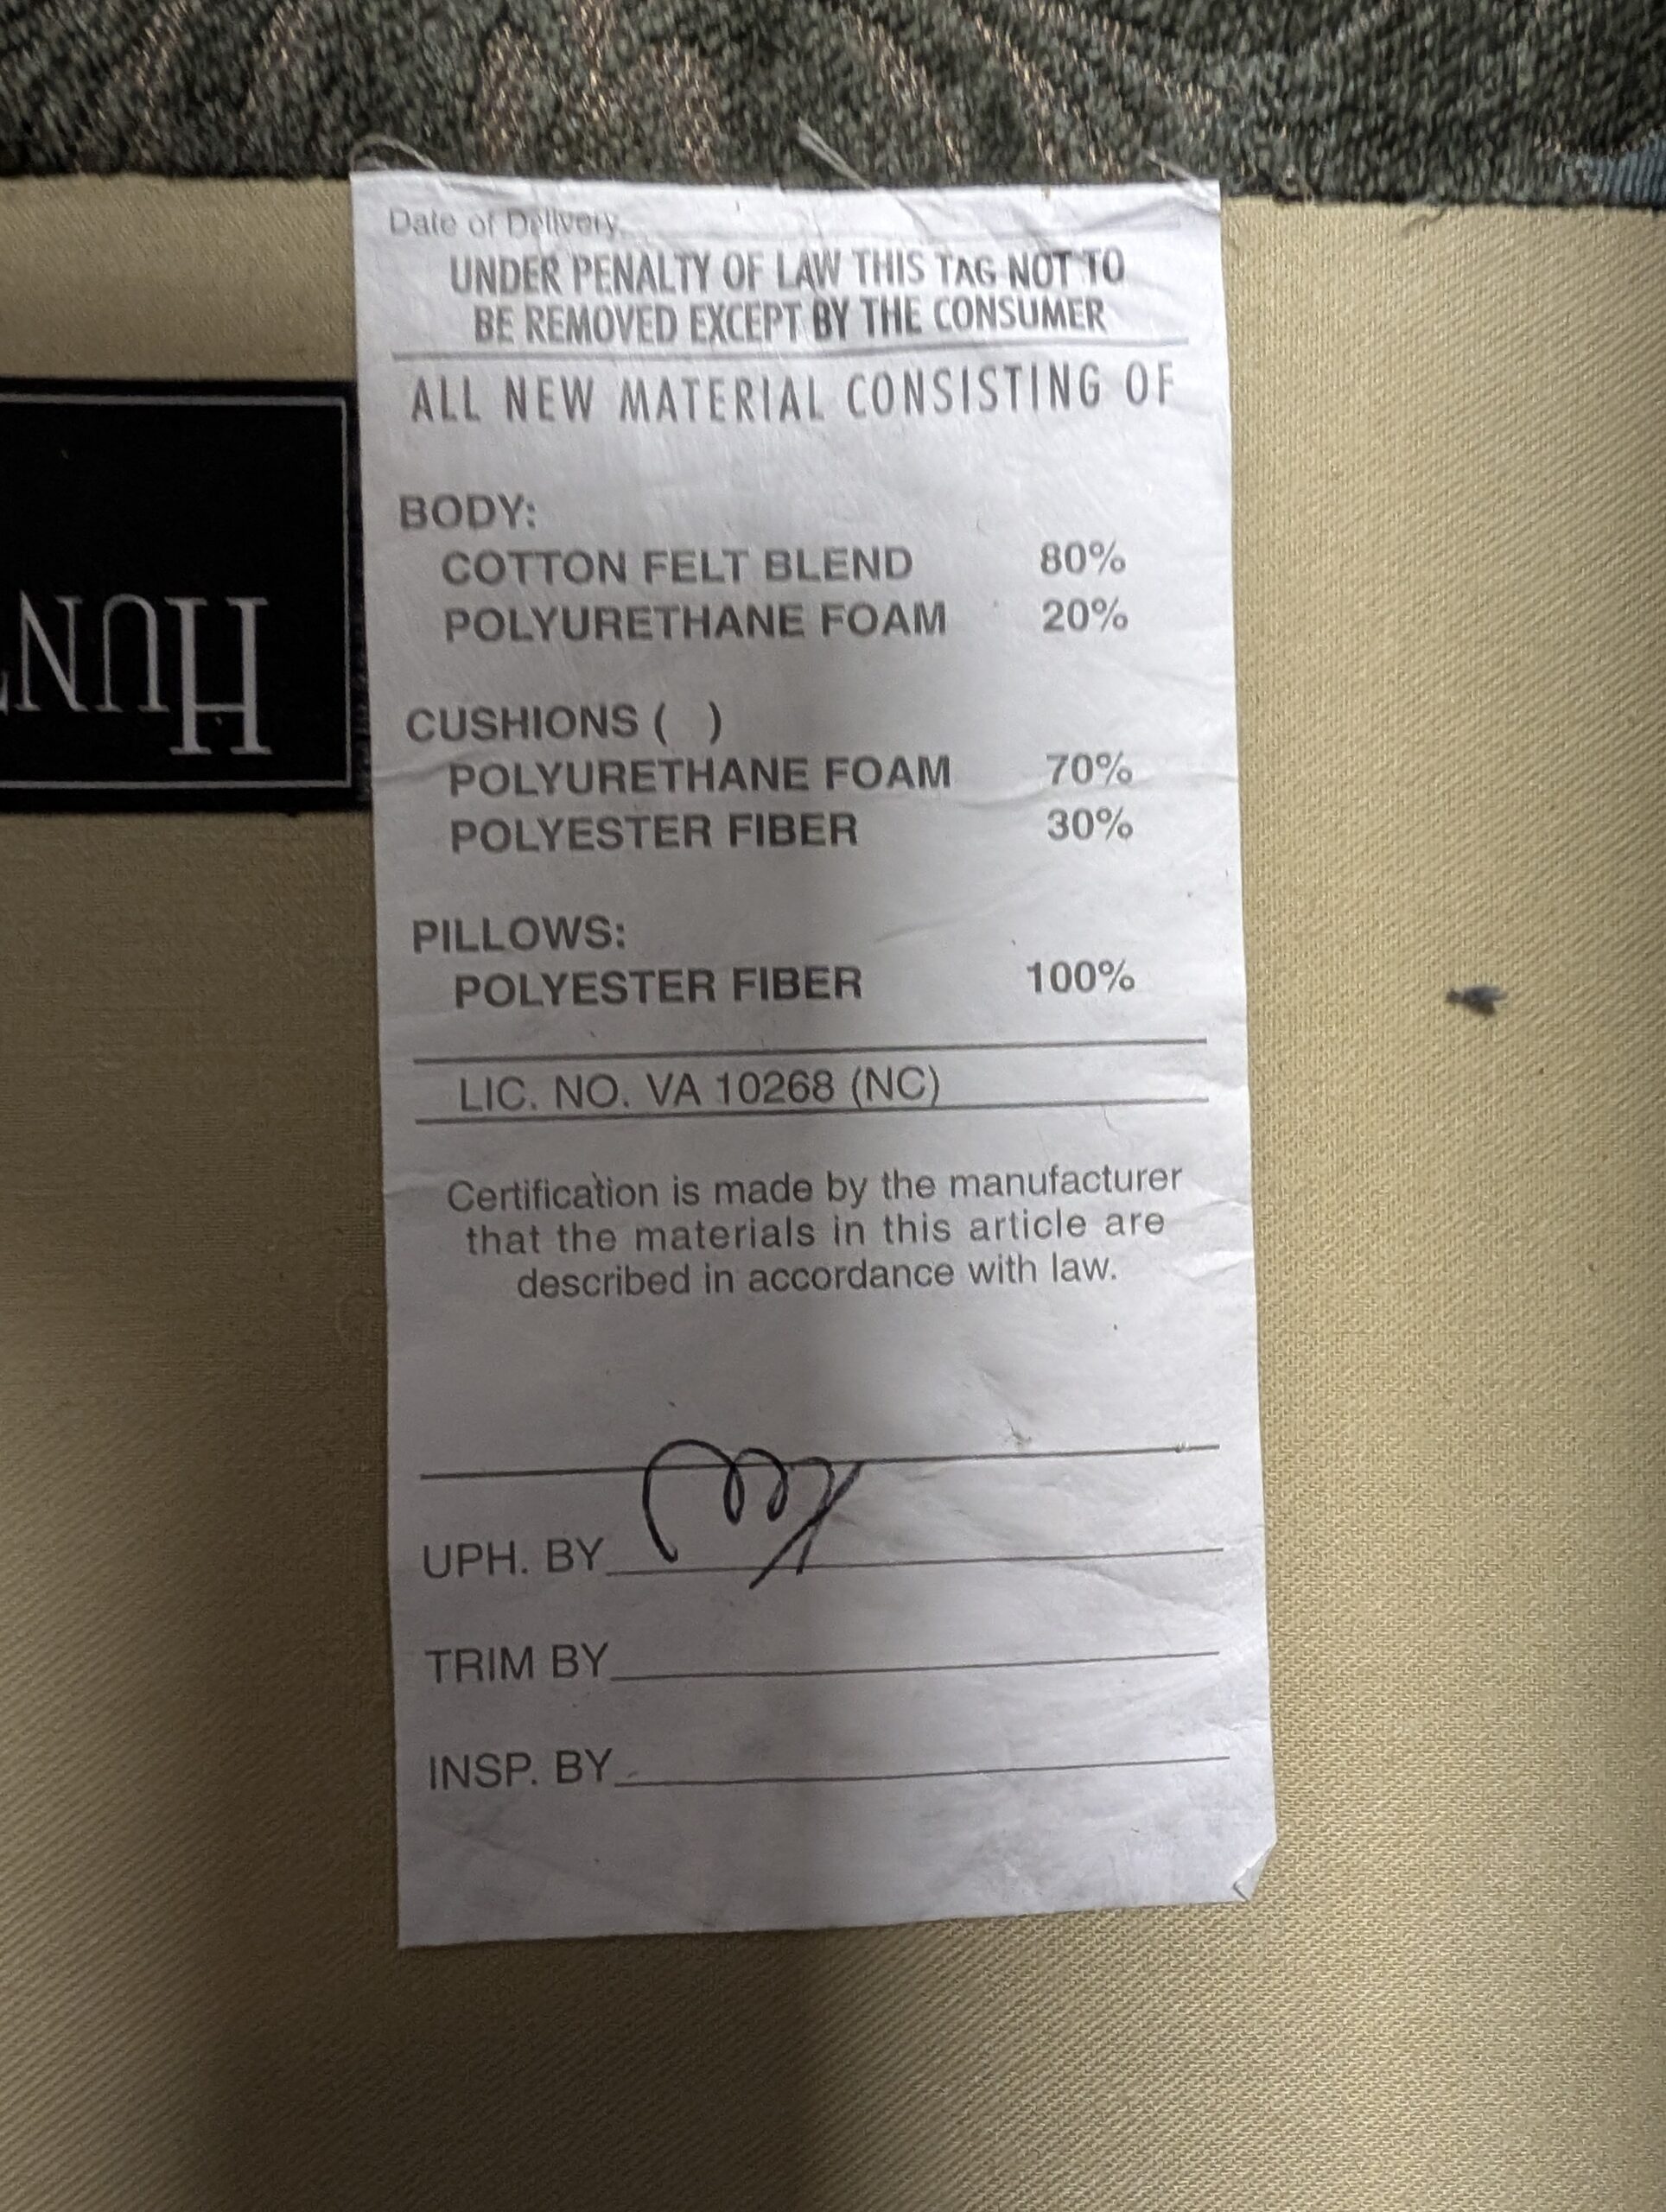 Date of Delivery
UNDER PENALTY OF LAW THIS TAG NOT TO
BE REMOVED EXCEPT BY THE CONSUMER
ALL NEW MATERIAL CONSISTING OF
BODY:
COTTON FELT BLEND 80%
POLYURETHANE FOAM 20%
CUSHIONS ( )
POLYURETHANE FOAM 70%
POLYESTER FIBER 30%
PILLOWS:
POLYESTER FIBER 100%
LIC. NO. VA 10268 (NC)
Certification is made by the manufacturer
that the materials in this article are
described in accordance with law.
UPH. BY
TRIM BY
INSP. BY
HUN